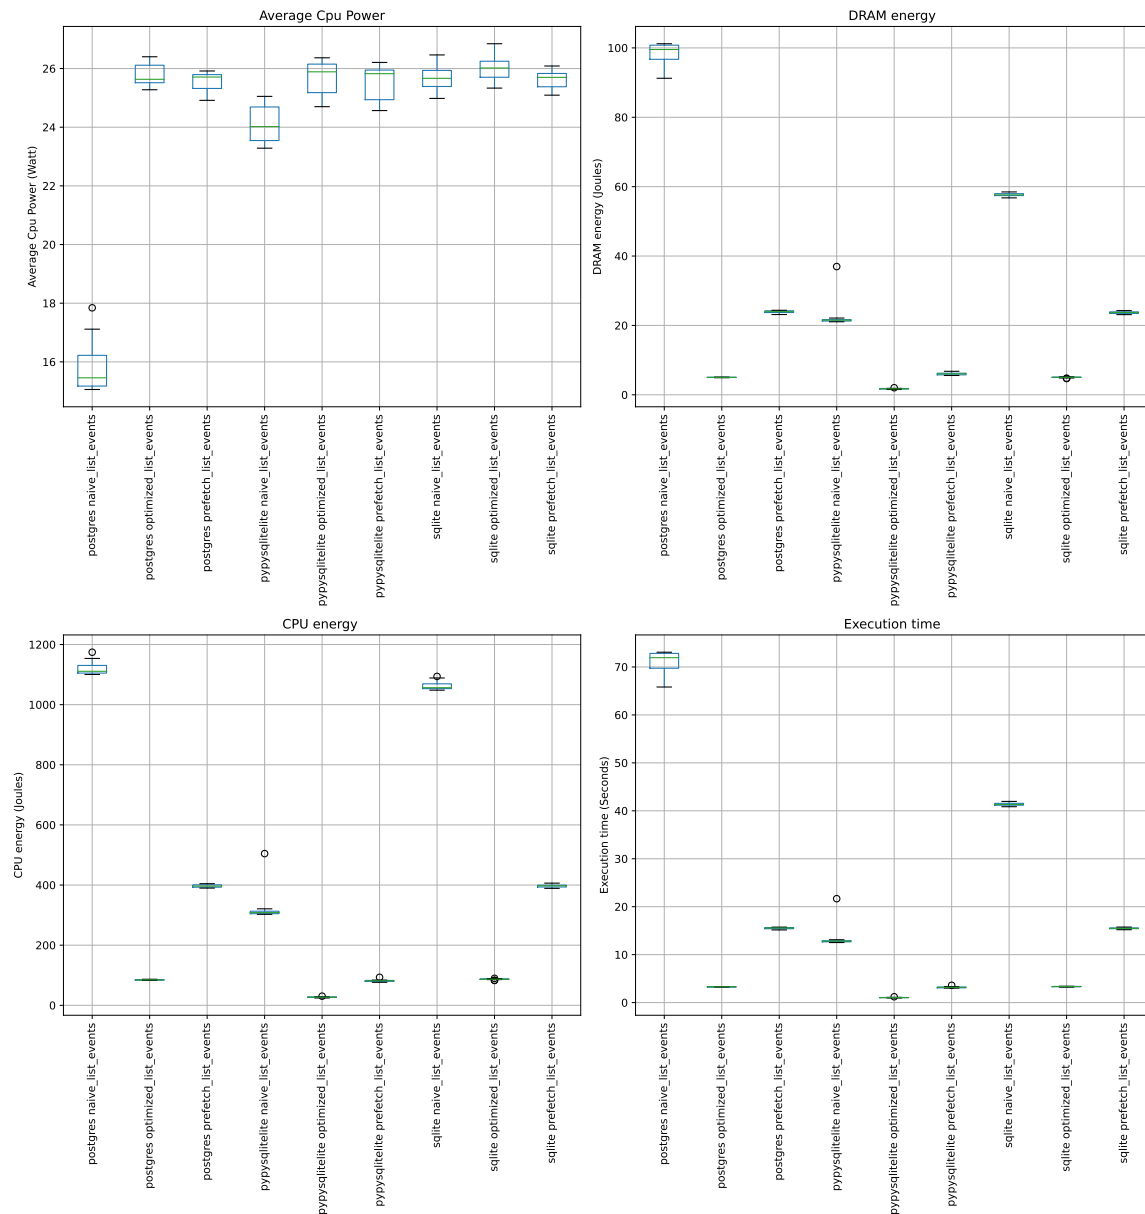 Average Cpu Power
Average Cpu Power (Watt)
26
24
22
20
18
16
postgres naive_list_events
postgres optimized_list_events
postgres prefetch_list_events
pypysqlitelite naive_list_events
pypysqlitelite optimized_list_events
pypysqlitelite prefetch_list_events
sqlite naive_list_events
sqlite optimized_list_events
sqlite prefetch_list_events
DRAM energy
DRAM energy (Joules)
100
80
60
40
20
0
postgres naive_list_events
postgres optimized_list_events
postgres prefetch_list_events
pypysqlitelite naive_list_events
pypysqlitelite optimized_list_events
pypysqlitelite prefetch_list_events
sqlite naive_list_events
sqlite optimized_list_events
sqlite prefetch_list_events
CPU energy
CPU energy (Joules)
1200
1000
800
600
400
200
0
postgres naive_list_events
postgres optimized_list_events
postgres prefetch_list_events
pypysqlitelite naive_list_events
pypysqlitelite optimized_list_events
pypysqlitelite prefetch_list_events
sqlite naive_list_events
sqlite optimized_list_events
sqlite prefetch_list_events
Execution time
Execution time (Seconds)
70
60
50
40
30
20
10
0
postgres naive_list_events
postgres optimized_list_events
postgres prefetch_list_events
pypysqlitelite naive_list_events
pypysqlitelite optimized_list_events
pypysqlitelite prefetch_list_events
sqlite naive_list_events
sqlite optimized_list_events
sqlite prefetch_list_events